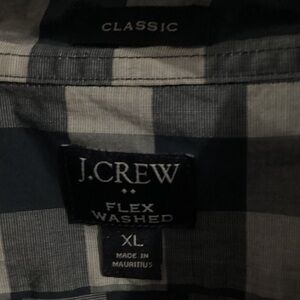 CLASSIC
J.CREW
FLEX
WASHED
XL
MADE IN
MAURITIUS